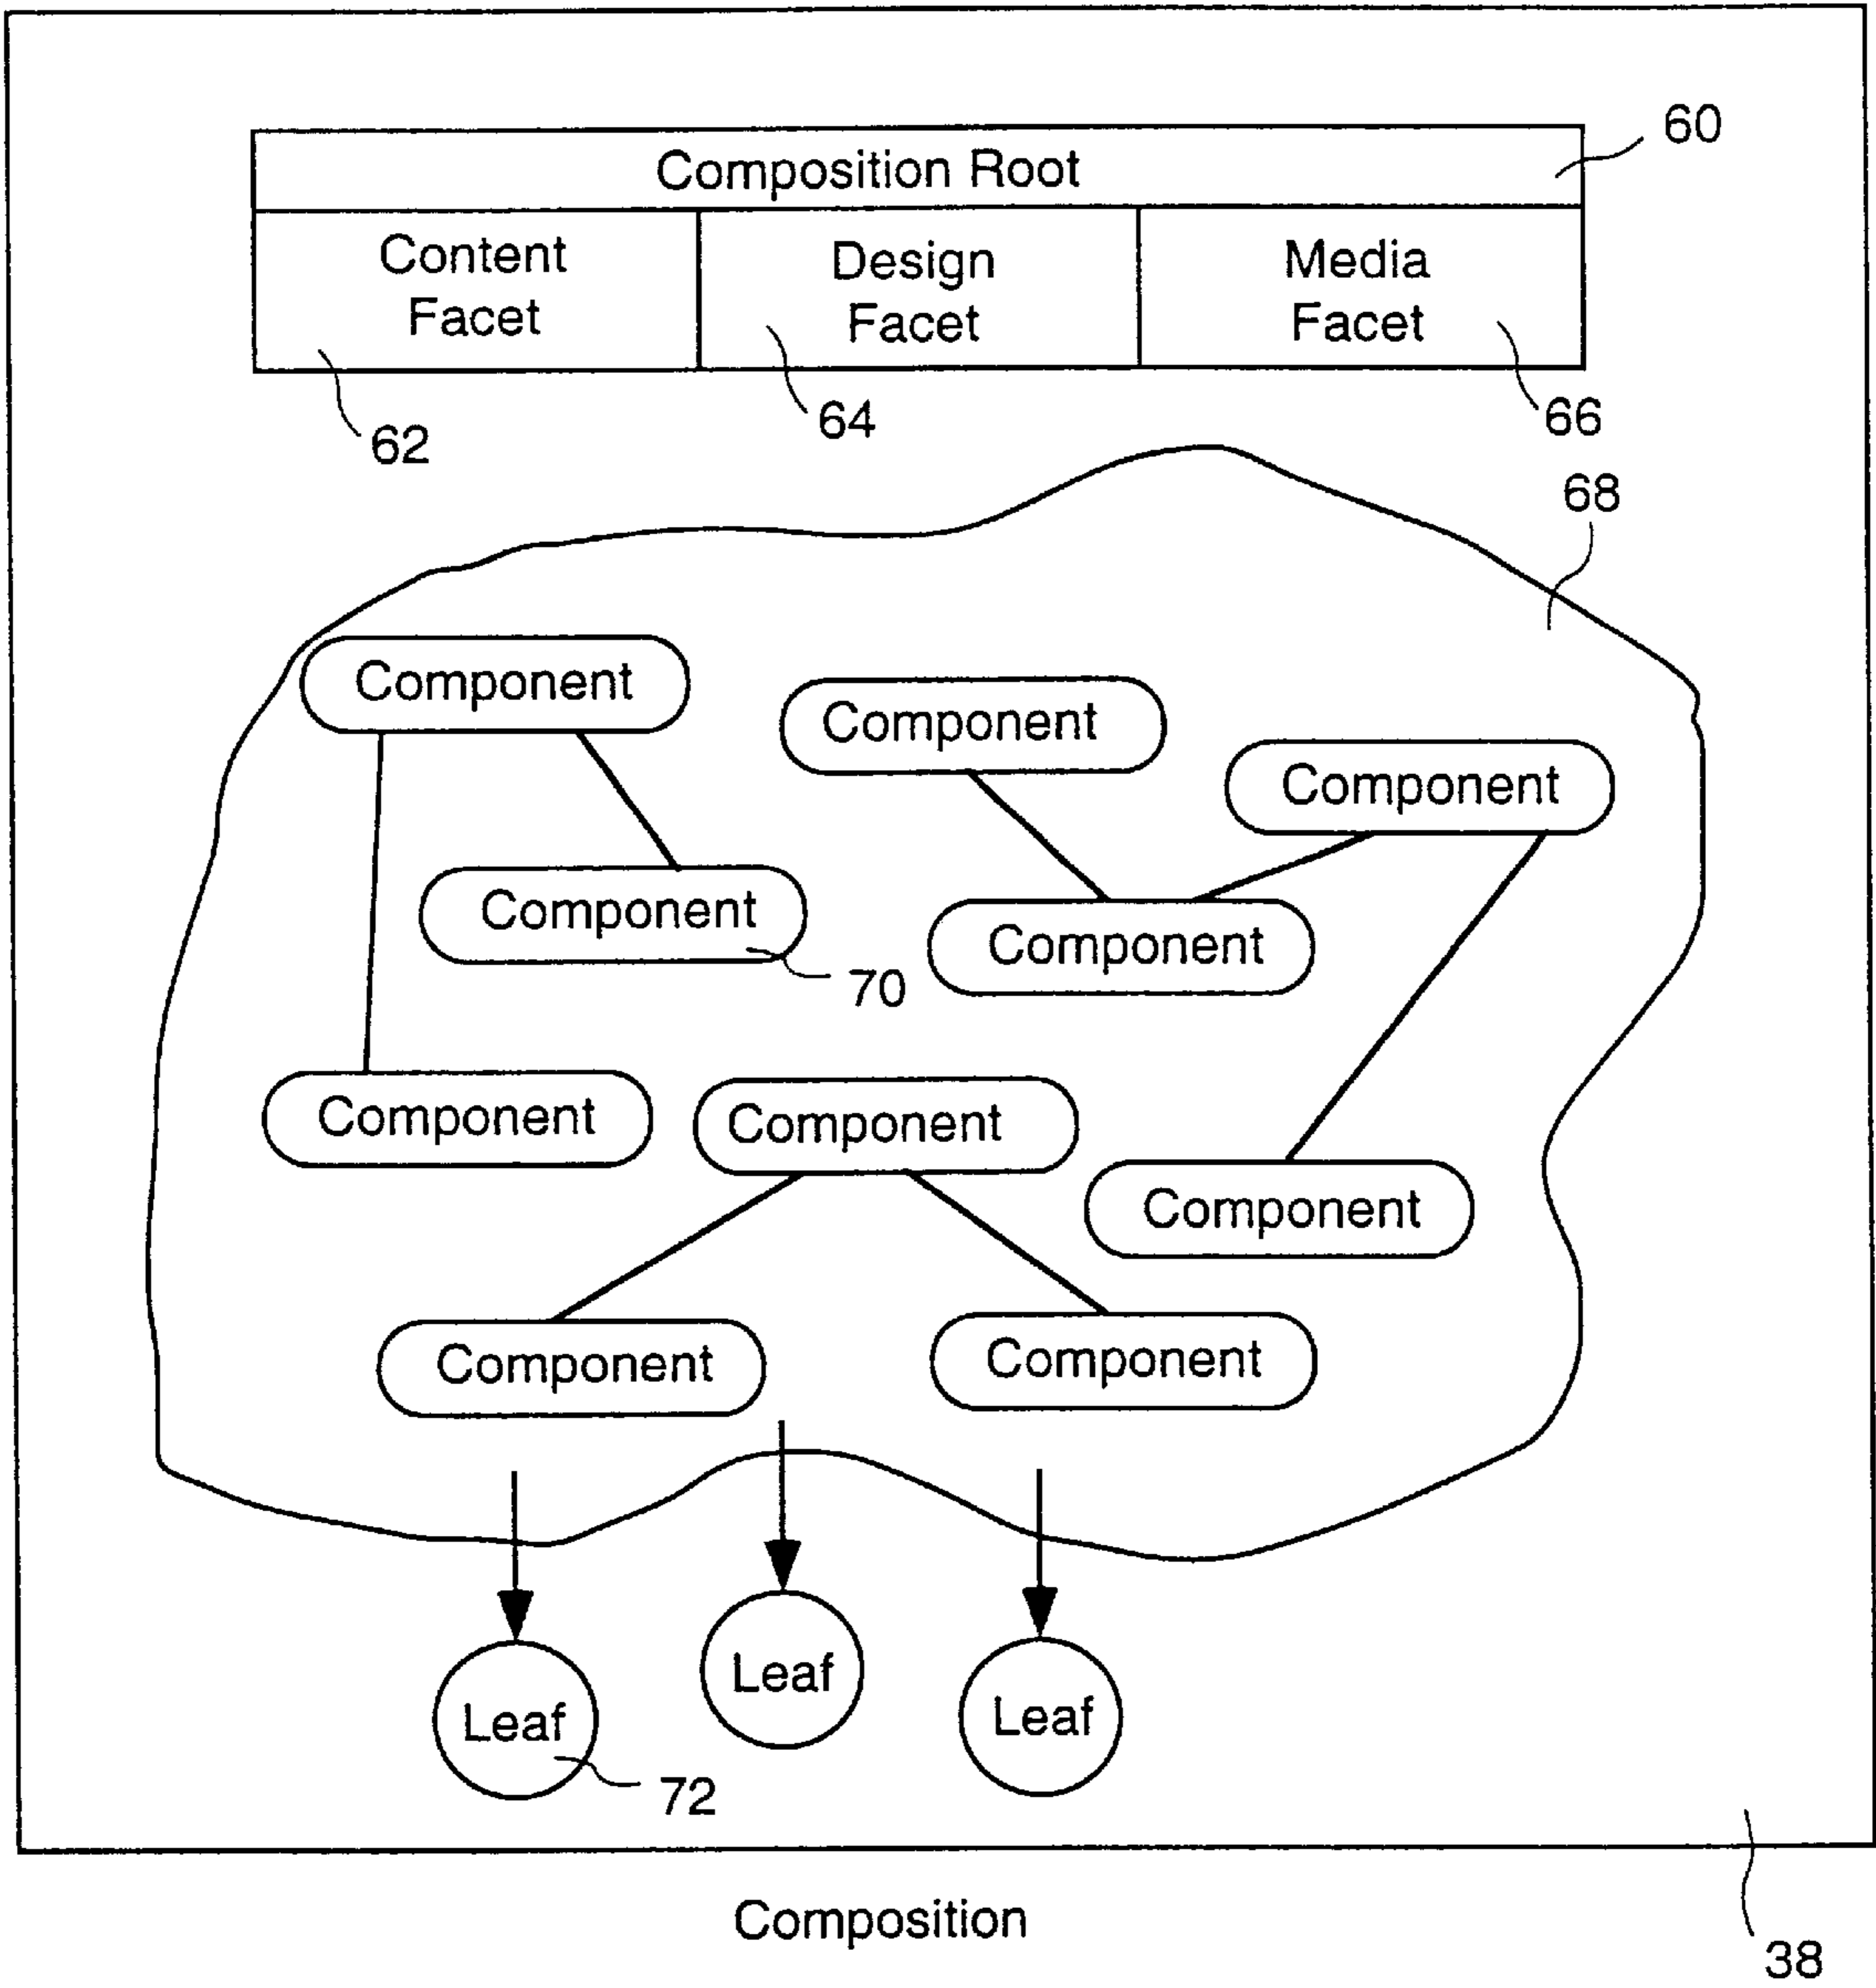 60
Composition Root
Content
Facet
Design
Facet
Media
Facet
62
64
66
68
Component
Component
Component
Component
70
Component
Component
Component
Component
Component
Component
Leaf
Leaf
Leaf
72
Composition
38